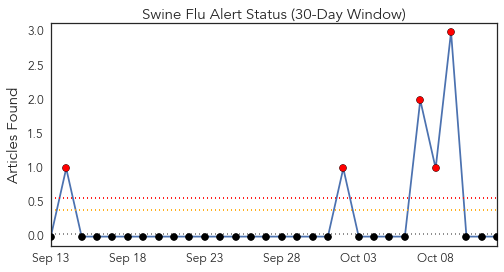 Swine Flu Alert Status (30-Day Window)
3.0
2.5
2.0
1.5
1.0
0.5
0.0
Articles Found
Sep 13
Sep 18
Sep 23
Sep 28
Oct 03
Oct 08